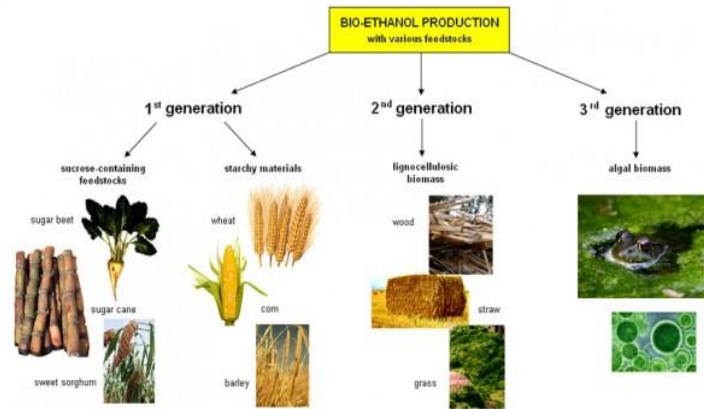 BIO-ETHANOL PRODUCTION
with various feedstocks
1st generation
2nd generation
3rd generation
sucrose-containing
feedstocks
starchy materials
lignocellulosic
biomass
algal biomass
sugar beet
wheat
wood
sugar cane
corn
straw
sweet sorghum
barley
grass